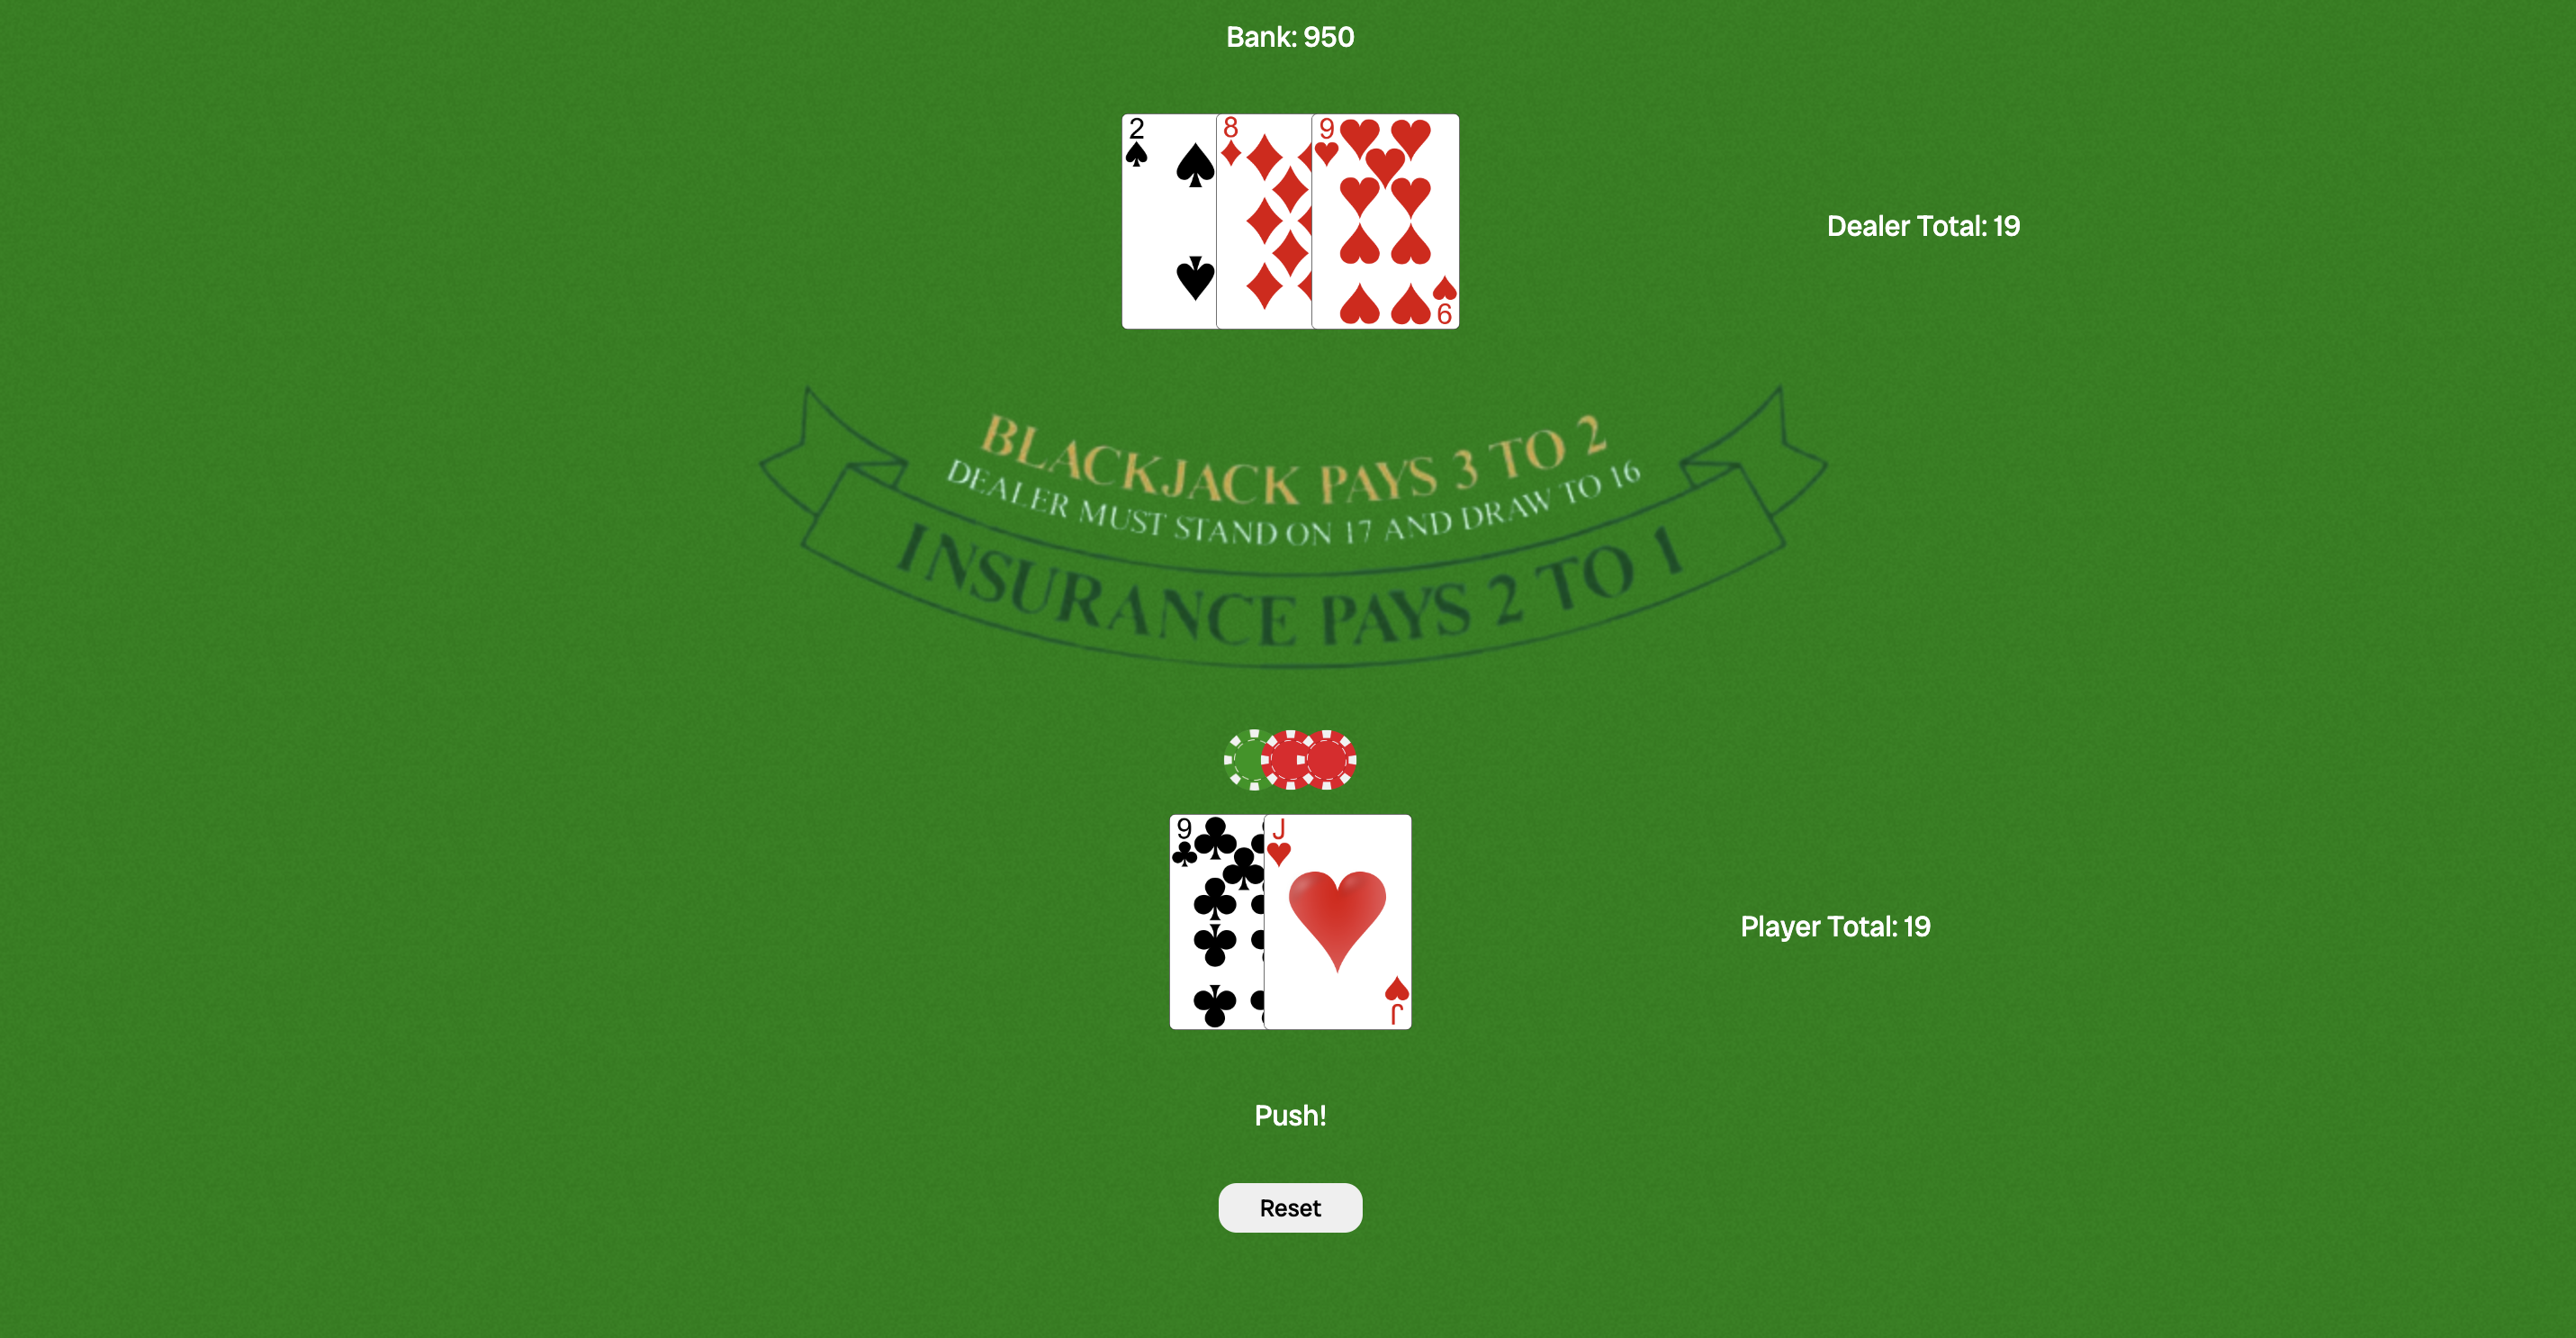 Bank: 950
2
8
9
9
Dealer Total: 19
BLACKJACK PAYS 3 TO 2
DEALER MUST STAND ON 17 AND DRAW TO 16
INSURANCE PAYS 2 TO 1
9
J
J
Player Total: 19
Push!
Reset